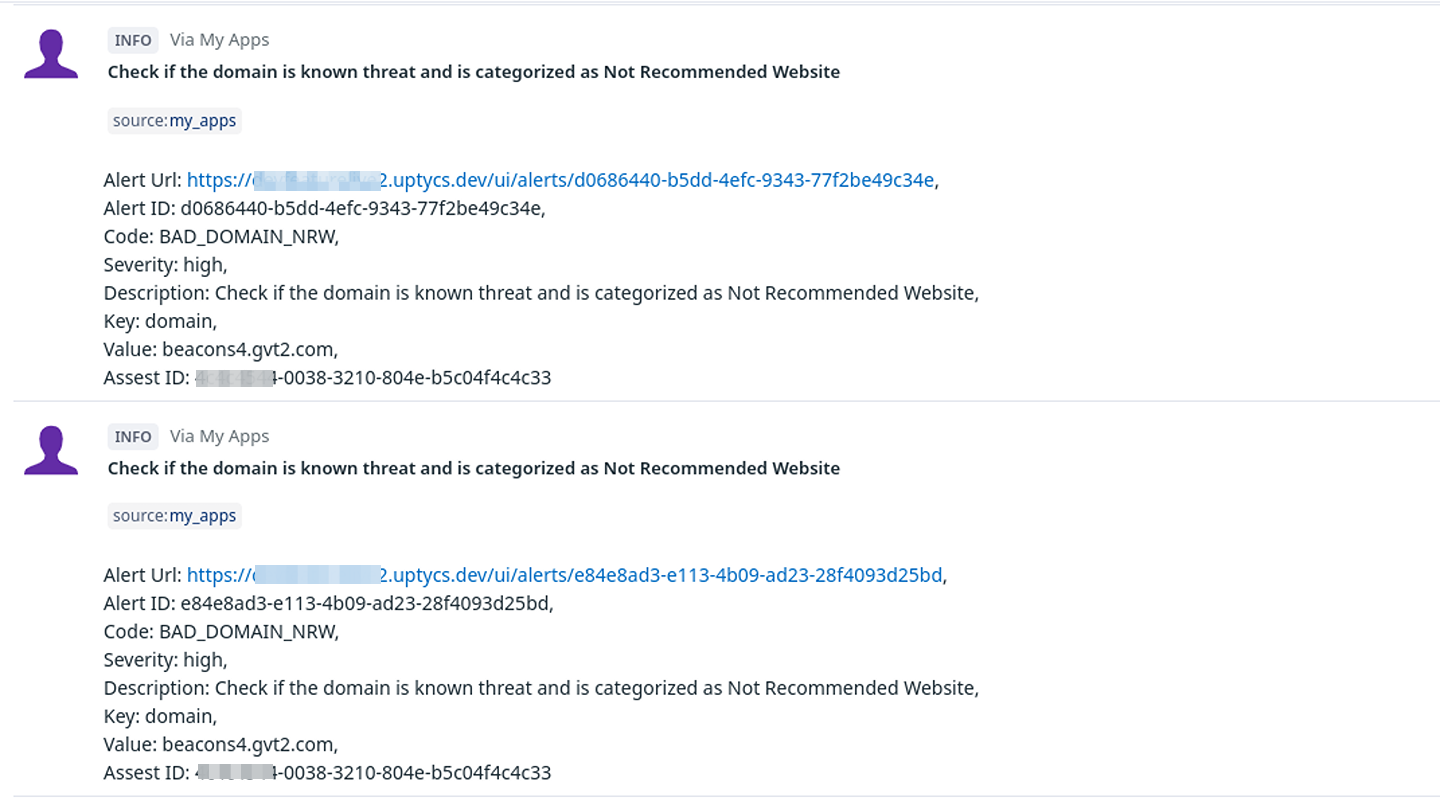 INFO Via My Apps
Check if the domain is known threat and is categorized as Not Recommended Website
source:my_apps
Alert Url: https://2.uptycs.dev/ui/alerts/d0686440-b5dd-4efc-9343-77f2be49c34e,
Alert ID: d0686440-b5dd-4efc-9343-77f2be49c34e,
Code: BAD_DOMAIN_NRW,
Severity: high,
Description: Check if the domain is known threat and is categorized as Not Recommended Website,
Key: domain,
Value: beacons4.gvt2.com,
Assest ID: -0038-3210-804e-b5c04f4c4c33
INFO Via My Apps
Check if the domain is known threat and is categorized as Not Recommended Website
source:my_apps
Alert Url: https://2.uptycs.dev/ui/alerts/e84e8ad3-e113-4b09-ad23-28f4093d25bd,
Alert ID: e84e8ad3-e113-4b09-ad23-28f4093d25bd,
Code: BAD_DOMAIN_NRW,
Severity: high,
Description: Check if the domain is known threat and is categorized as Not Recommended Website,
Key: domain,
Value: beacons4.gvt2.com,
Assest ID: -0038-3210-804e-b5c04f4c4c33